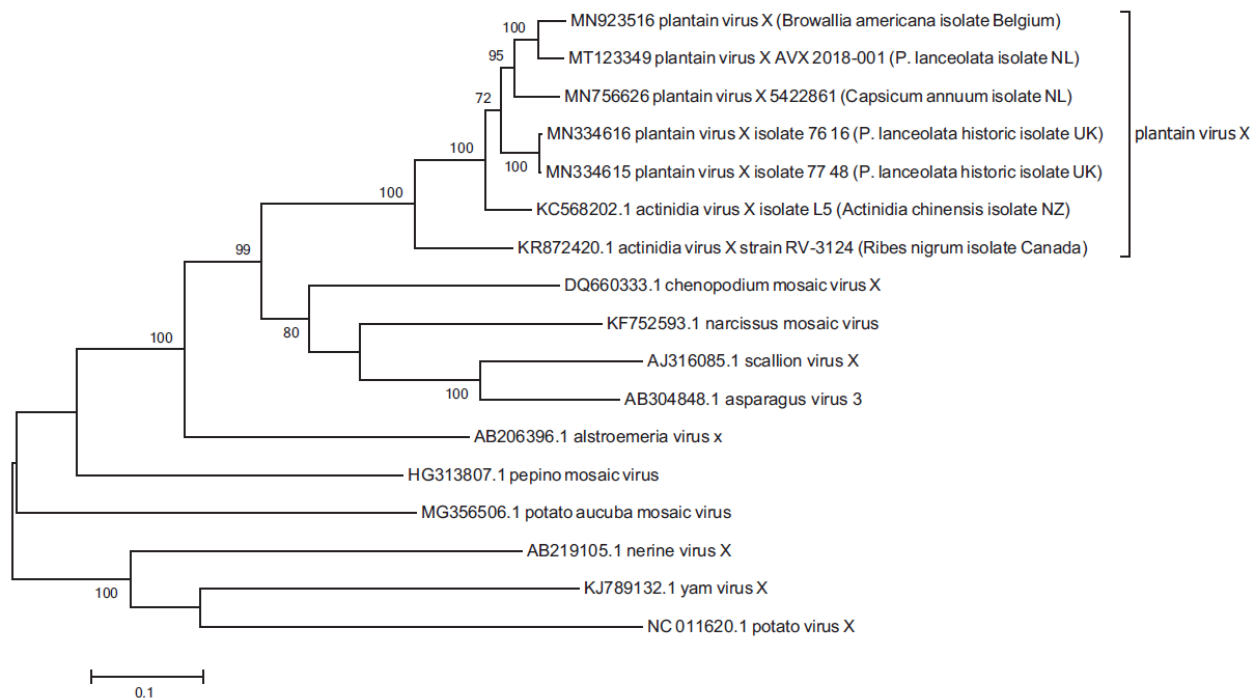 100 MN923516 plantain virus X (Browallia americana isolate Belgium)
95 MT123349 plantain virus X AVX 2018-001 (P. lanceolata isolate NL)
72 MN756626 plantain virus X 5422861 (Capsicum annuum isolate NL)
MN334616 plantain virus X isolate 76 16 (P. lanceolata historic isolate UK)
plantain virus X
100 100 MN334615 plantain virus X isolate 77 48 (P. lanceolata historic isolate UK)
100 KC568202.1 actinidia virus X isolate L5 (Actinidia chinensis isolate NZ)
99 KR872420.1 actinidia virus X strain RV-3124 (Ribes nigrum isolate Canada)
DQ660333.1 chenopodium mosaic virus X
100 80 KF752593.1 narcissus mosaic virus
AJ316085.1 scallion virus X
100 AB304848.1 asparagus virus 3
AB206396.1 alstroemeria virus x
HG313807.1 pepino mosaic virus
MG356506.1 potato aucuba mosaic virus
AB219105.1 nerine virus X
100 KJ789132.1 yam virus X
NC 011620.1 potato virus X
0.1